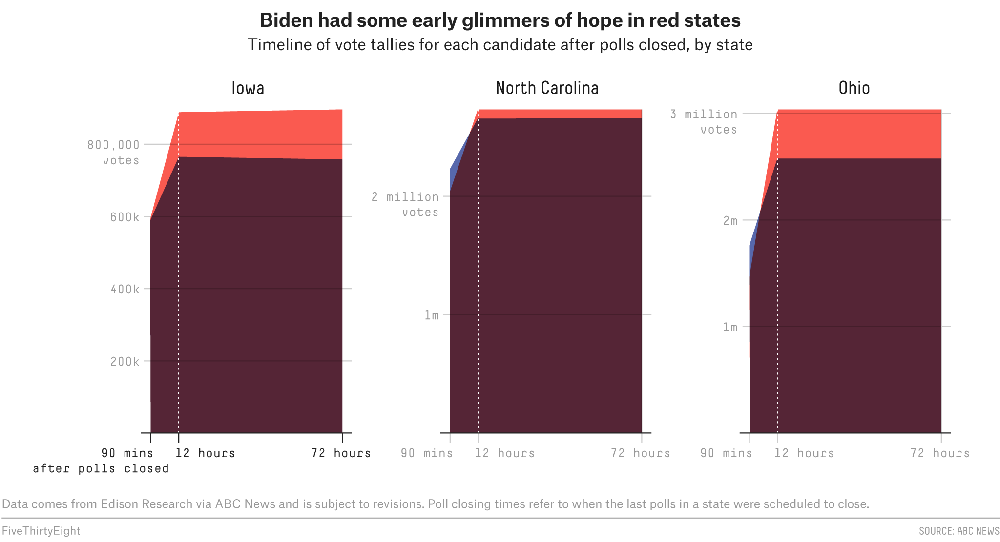 Biden had some early glimmers of hope in red states
Timeline of vote tallies for each candidate after polls closed, by state
Iowa
800,000
votes
600k
400k
200k
90 mins
after polls closed
12 hours
72 hours
North Carolina
2 million
votes
1m
90 mins
12 hours
72 hours
Ohio
3 million
votes
2m
1m
90 mins
12 hours
72 hours
Data comes from Edison Research via ABC News and is subject to revisions. Poll closing times refer to when the last polls in a state were scheduled to close.
FiveThirtyEight
SOURCE: ABC NEWS